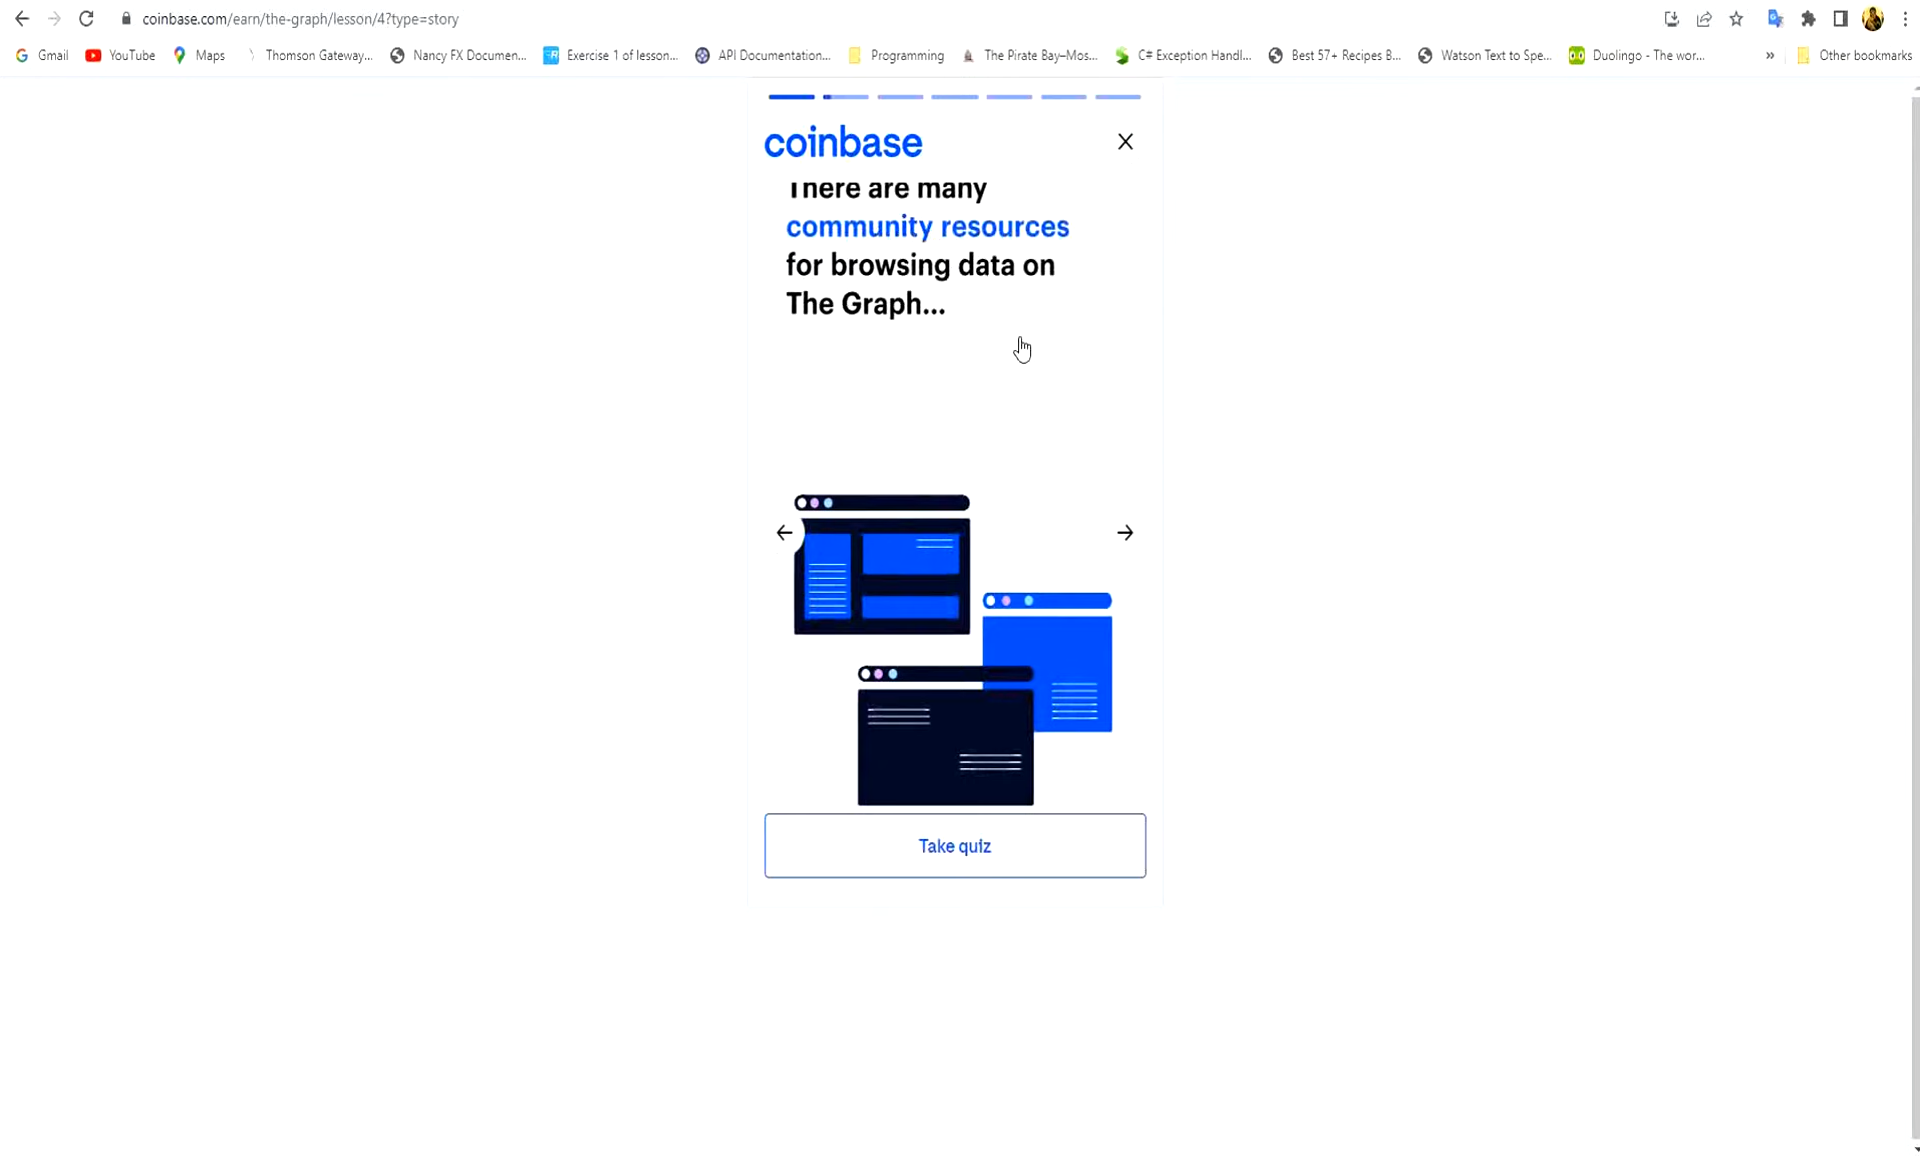 coinbase.com/earn/the-graph/lesson/4?type=story
Gmail YouTube Maps Thomson Gateway... Nancy FX Documen... Exercise 1 of lesson... API Documentation... Programming The Pirate Bay–Mos... C# Exception Handl... Best 57+ Recipes B... Watson Text to Spe... Duolingo - The wor... » Other bookmarks
coinbase
There are many
community resources
for browsing data on
The Graph...
Take quiz